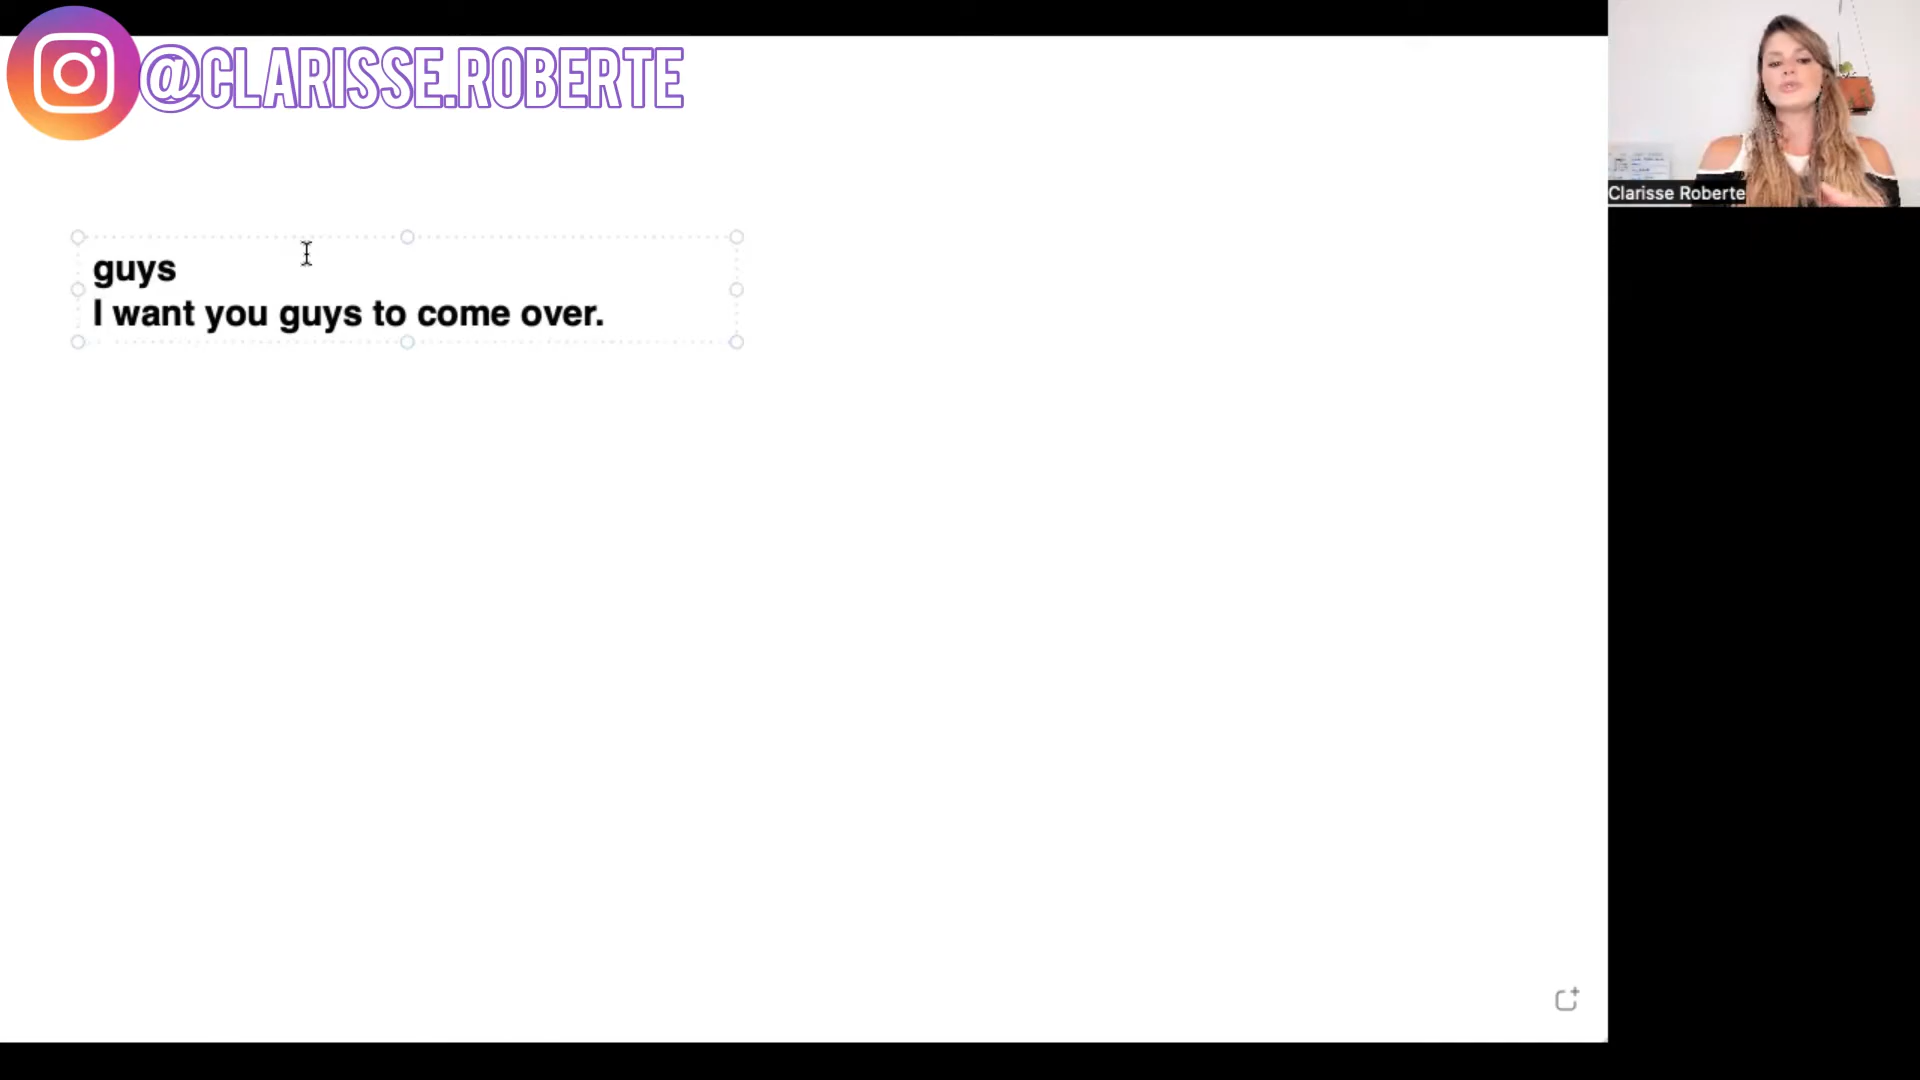 @CLARISSE.ROBERTE
Clarisse Roberte
guys
I want you guys to come over.